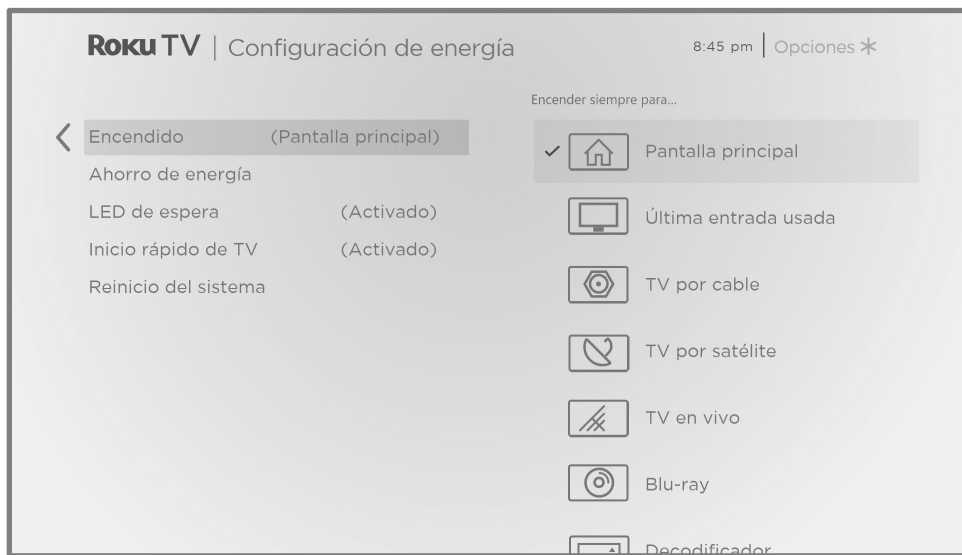 Roku TV | Configuración de energía
8:45 pm | Opciones
Encendido (Pantalla principal)
Ahorro de energía
LED de espera (Activado)
Inicio rápido de TV (Activado)
Reinicio del sistema
Encender siempre para...
Pantalla principal
Última entrada usada
TV por cable
TV por satélite
TV en vivo
Blu-ray
Decodificador